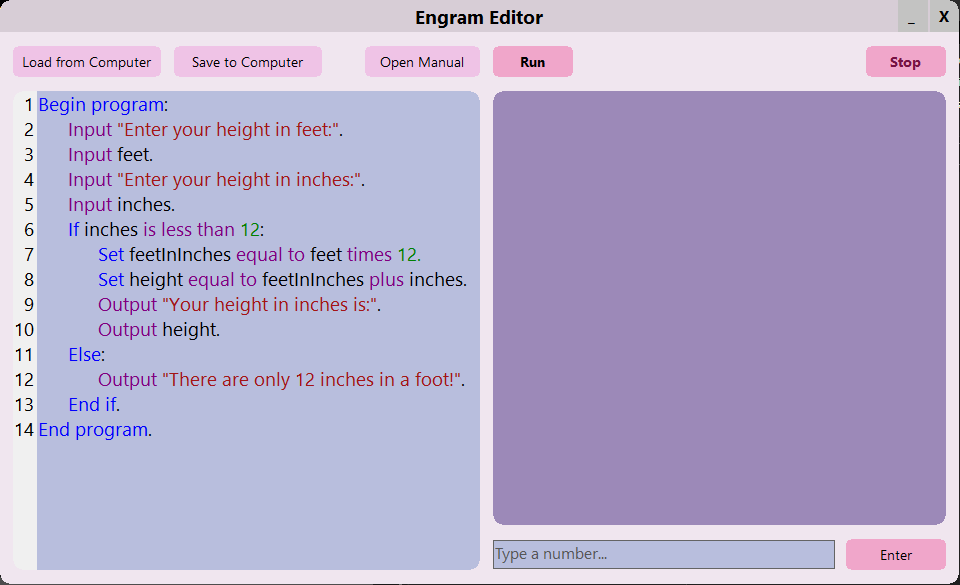 Engram Editor
_ X
Load from Computer Save to Computer Open Manual Run Stop
1 Begin program:
2 Input "Enter your height in feet:".
3 Input feet.
4 Input "Enter your height in inches:".
5 Input inches.
6 If inches is less than 12:
7 Set feetInInches equal to feet times 12.
8 Set height equal to feetInInches plus inches.
9 Output "Your height in inches is:".
10 Output height.
11 Else:
12 Output "There are only 12 inches in a foot!".
13 End if.
14 End program.
Type a number... Enter